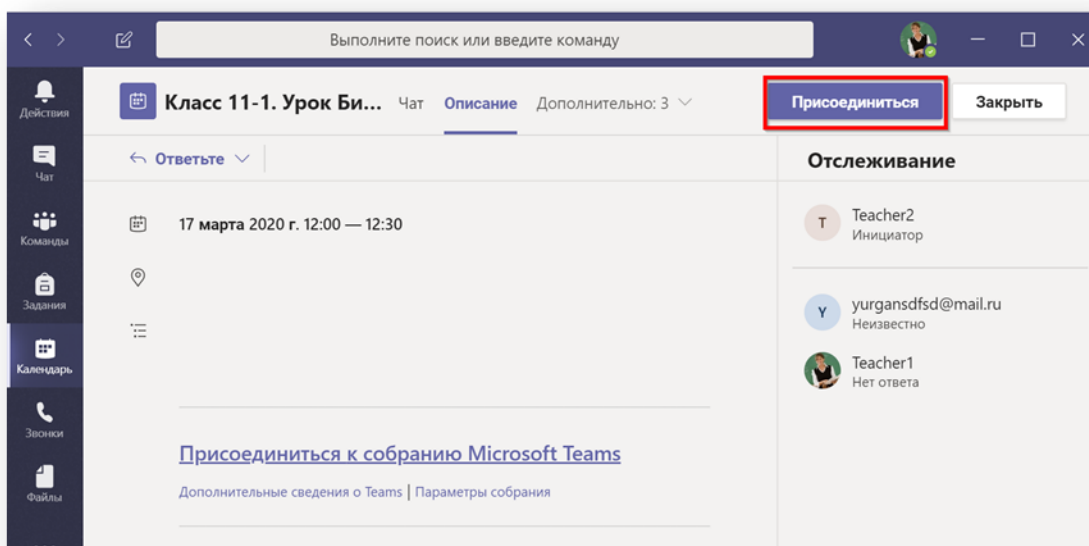 Выполните поиск или введите команду
Действия
Чат
Команды
Задания
Календарь
Звонки
Файлы
Класс 11-1. Урок Би... Чат Описание Дополнительно: 3
Присоединиться Закрыть
Ответьте
17 марта 2020 г. 12:00 — 12:30
Присоединиться к собранию Microsoft Teams
Дополнительные сведения о Teams | Параметры собрания
Отслеживание
T
Teacher2
Инициатор
Y
yurgansdfsd@mail.ru
Неизвестно
Teacher1
Нет ответа